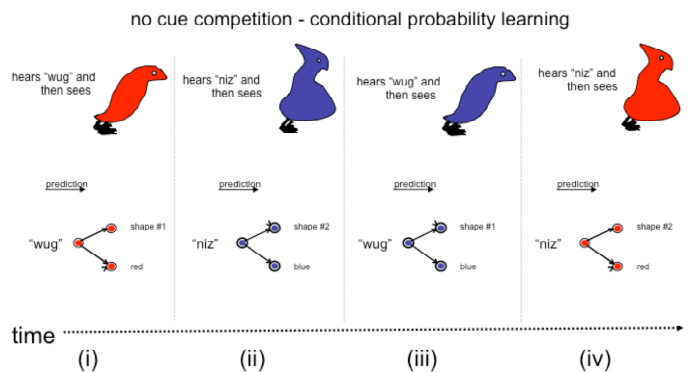 no cue competition - conditional probability learning
hears “wug” and
then sees
hears “niz” and
then sees
hears “wug” and
then sees
hears “niz” and
then sees
prediction
prediction
prediction
prediction
“wug”
shape #1
red
“niz”
shape #2
blue
“wug”
shape #1
blue
“niz”
shape #2
red
time
(i)
(ii)
(iii)
(iv)